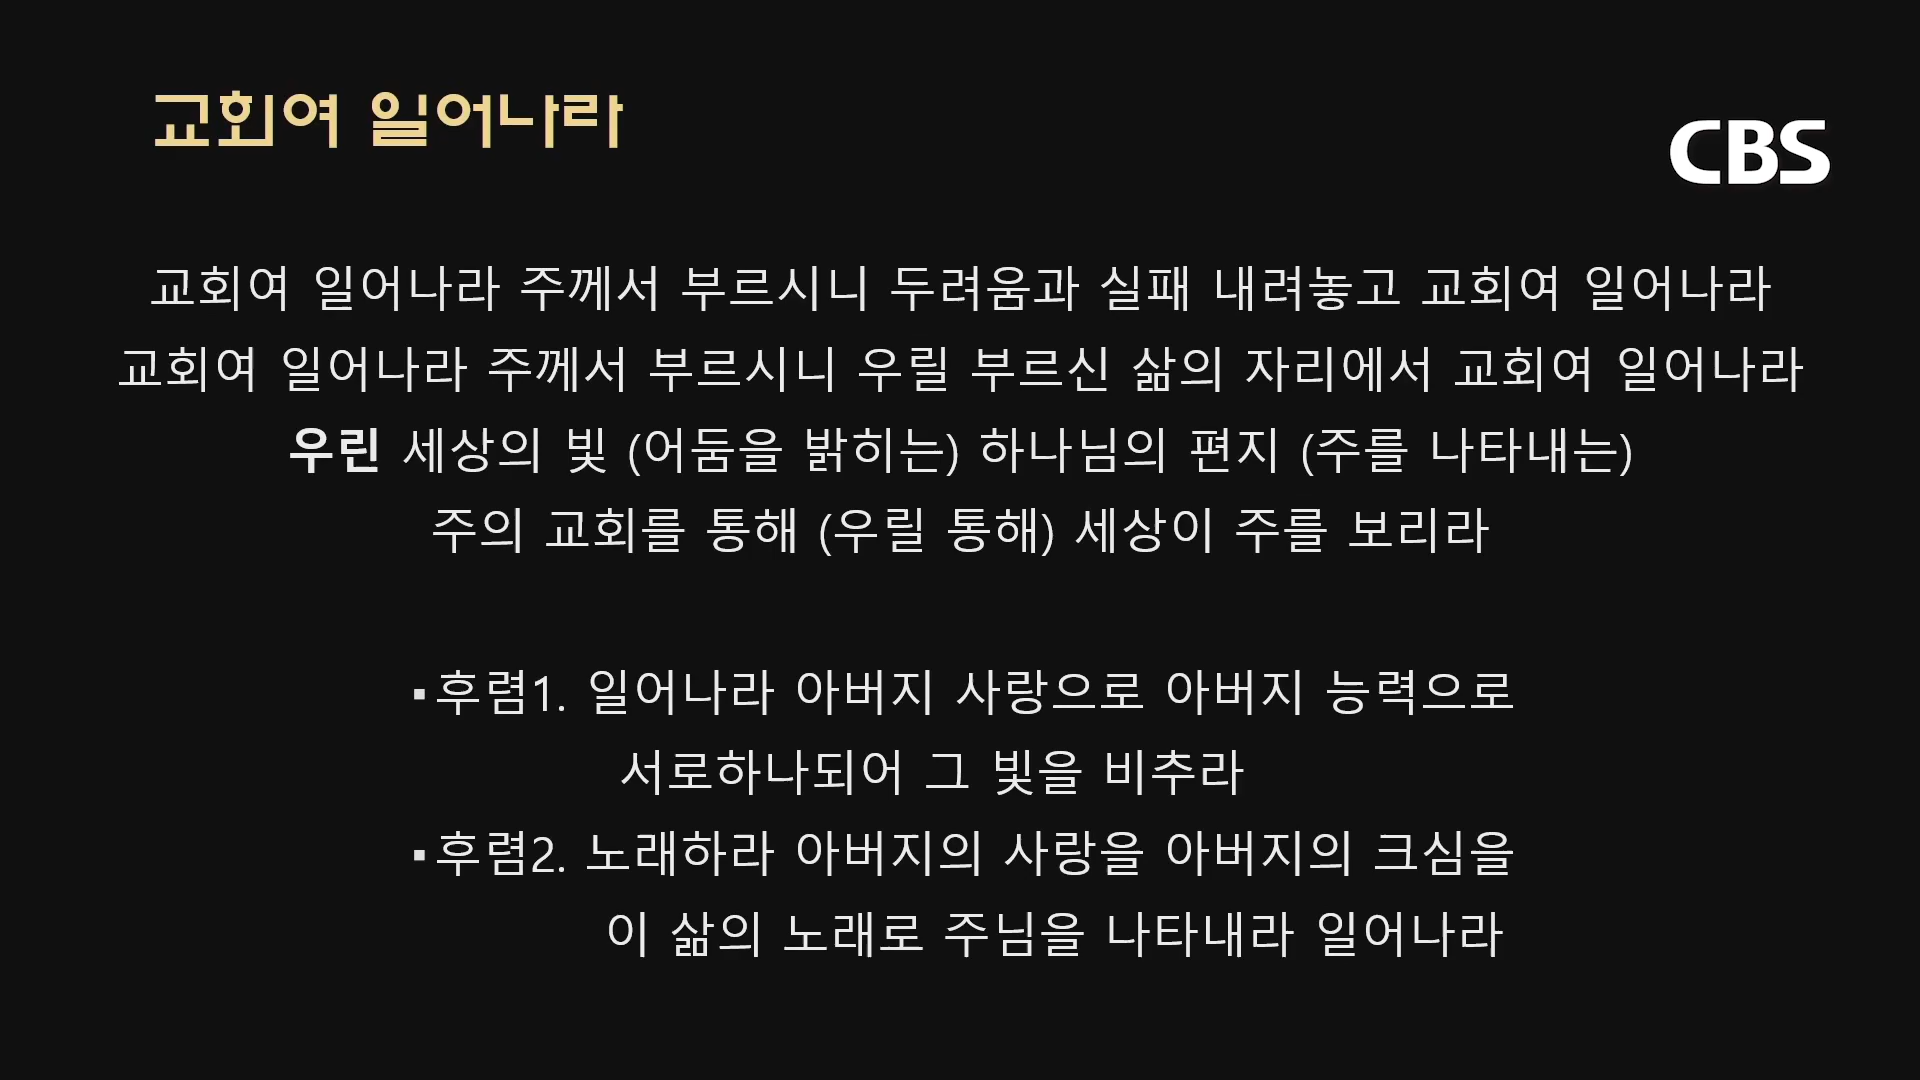 교회여 일어나라
CBS
교회여 일어나라 주께서 부르시니 두려움과 실패 내려놓고 교회여 일어나라
교회여 일어나라 주께서 부르시니 우릴 부르신 삶의 자리에서 교회여 일어나라
우린 세상의 빛 (어둠을 밝히는) 하나님의 편지 (주를 나타내는)
주의 교회를 통해 (우릴 통해) 세상이 주를 보리라
▪후렴1. 일어나라 아버지 사랑으로 아버지 능력으로
서로하나되어 그 빛을 비추라
▪후렴2. 노래하라 아버지의 사랑을 아버지의 크심을
이 삶의 노래로 주님을 나타내라 일어나라